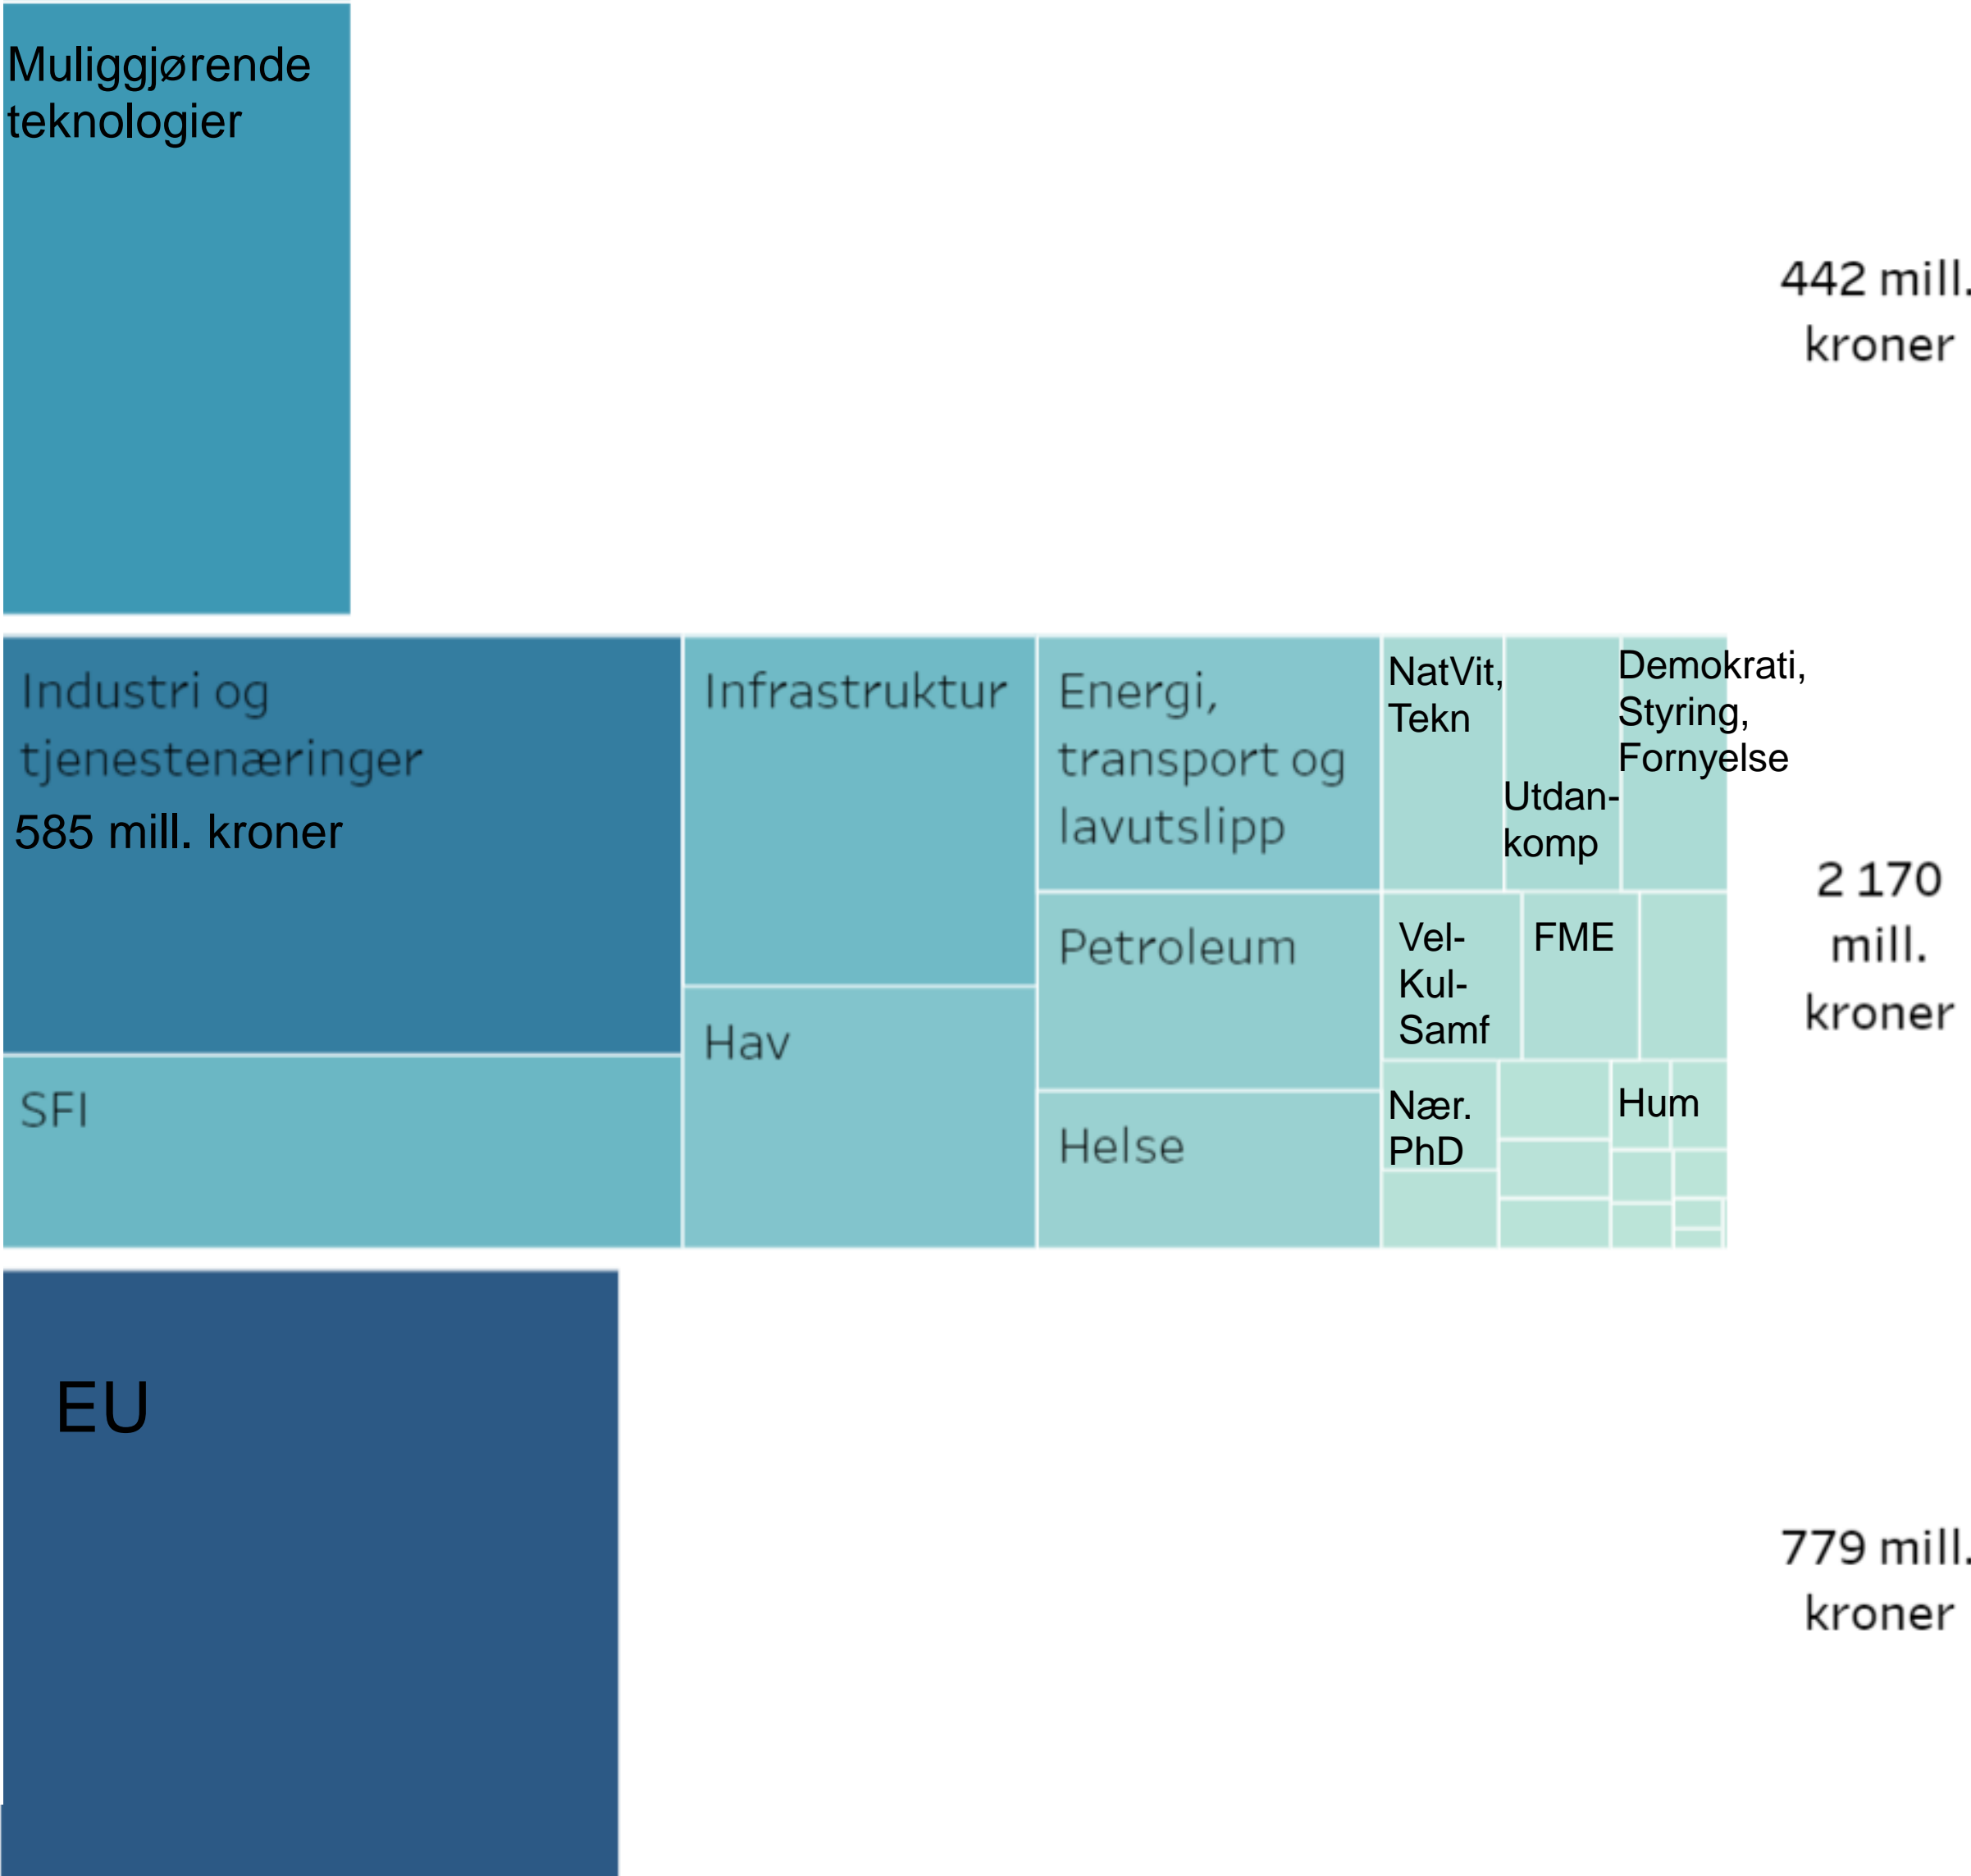 Muliggjørende
teknologier
442 mill.
kroner
Industri og
tjenestenæringer
585 mill. kroner
SFI
Infrastruktur
Hav
Energi,
transport og
lavutslipp
Petroleum
Helse
NatVit,
Tekn
Utdan-
komp
Demokrati,
Styring,
Fornyelse
Vel-
Kul-
Samf
FME
Nær.
PhD
Hum
2 170
mill.
kroner
EU
779 mill.
kroner